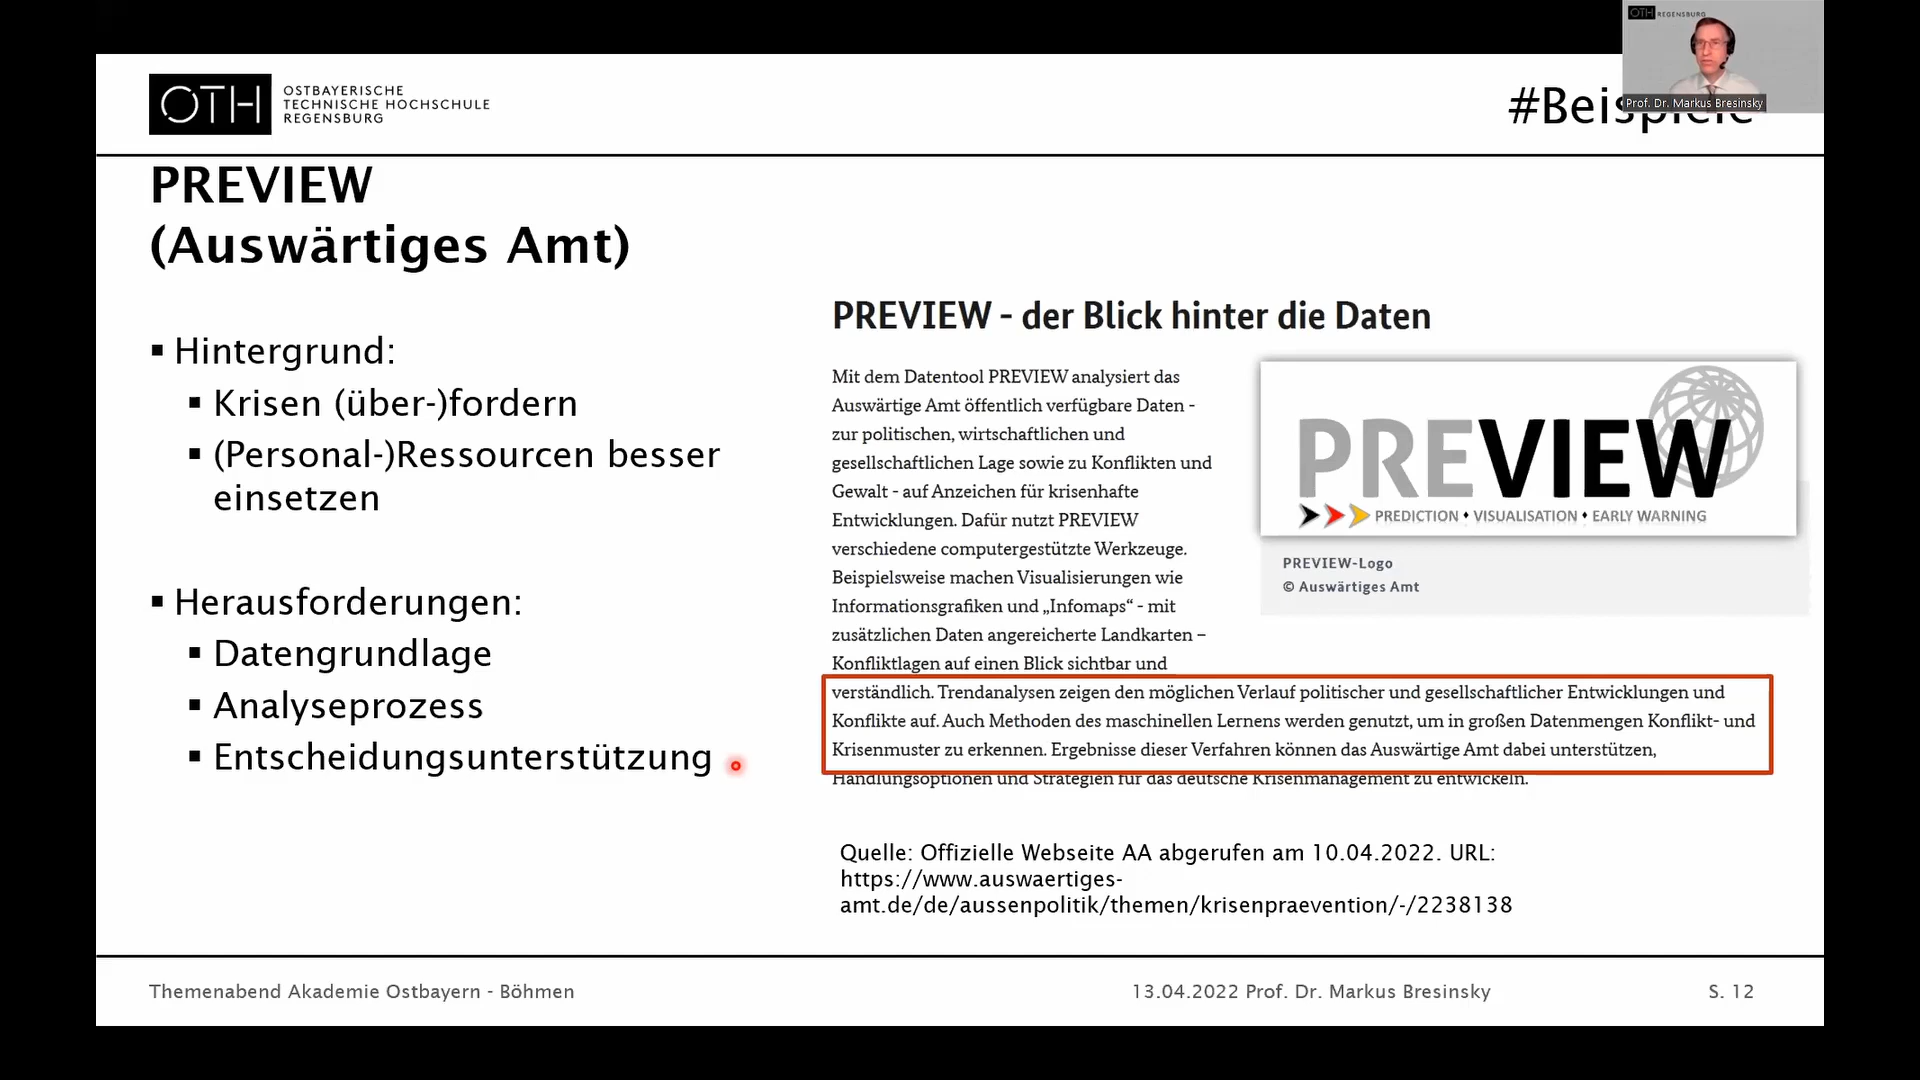 OTH REGENSBURG
Prof. Dr. Markus Bresinsky
OTH
OSTBAYERISCHE
TECHNISCHE HOCHSCHULE
REGENSBURG
#Beispiele
PREVIEW
(Auswärtiges Amt)
▪ Hintergrund:
▪ Krisen (über-)fordern
▪ (Personal-)Ressourcen besser
einsetzen
▪ Herausforderungen:
▪ Datengrundlage
▪ Analyseprozess
▪ Entscheidungsunterstützung
PREVIEW - der Blick hinter die Daten
Mit dem Datentool PREVIEW analysiert das
Auswärtige Amt öffentlich verfügbare Daten -
zur politischen, wirtschaftlichen und
gesellschaftlichen Lage sowie zu Konflikten und
Gewalt - auf Anzeichen für krisenhafte
Entwicklungen. Dafür nutzt PREVIEW
verschiedene computergestützte Werkzeuge.
Beispielsweise machen Visualisierungen wie
Informationsgrafiken und „Infomaps“ - mit
zusätzlichen Daten angereicherte Landkarten –
Konfliktlagen auf einen Blick sichtbar und
verständlich. Trendanalysen zeigen den möglichen Verlauf politischer und gesellschaftlicher Entwicklungen und
Konflikte auf. Auch Methoden des maschinellen Lernens werden genutzt, um in großen Datenmengen Konflikt- und
Krisenmuster zu erkennen. Ergebnisse dieser Verfahren können das Auswärtige Amt dabei unterstützen,
Handlungsoptionen und Strategien für das deutsche Krisenmanagement zu entwickeln.
PREVIEW
PREDICTION • VISUALISATION • EARLY WARNING
PREVIEW-Logo
© Auswärtiges Amt
Quelle: Offizielle Webseite AA abgerufen am 10.04.2022. URL:
https://www.auswaertiges-
amt.de/de/aussenpolitik/themen/krisenpraevention/-/2238138
Themenabend Akademie Ostbayern - Böhmen
13.04.2022 Prof. Dr. Markus Bresinsky
S. 12